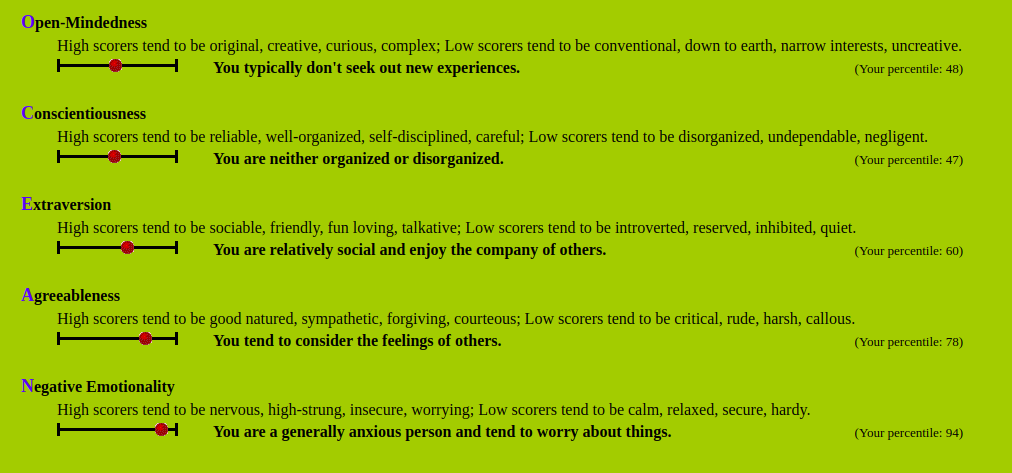 Open-Mindedness
High scorers tend to be original, creative, curious, complex; Low scorers tend to be conventional, down to earth, narrow interests, uncreative.
You typically don't seek out new experiences. (Your percentile: 48)
Conscientiousness
High scorers tend to be reliable, well-organized, self-disciplined, careful; Low scorers tend to be disorganized, undependable, negligent.
You are neither organized or disorganized. (Your percentile: 47)
Extraversion
High scorers tend to be sociable, friendly, fun loving, talkative; Low scorers tend to be introverted, reserved, inhibited, quiet.
You are relatively social and enjoy the company of others. (Your percentile: 60)
Agreeableness
High scorers tend to be good natured, sympathetic, forgiving, courteous; Low scorers tend to be critical, rude, harsh, callous.
You tend to consider the feelings of others. (Your percentile: 78)
Negative Emotionality
High scorers tend to be nervous, high-strung, insecure, worrying; Low scorers tend to be calm, relaxed, secure, hardy.
You are a generally anxious person and tend to worry about things. (Your percentile: 94)